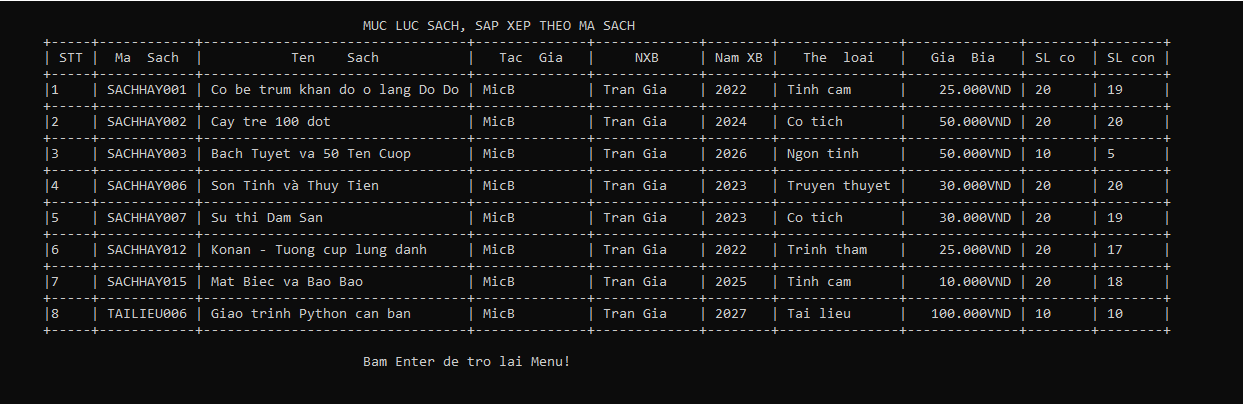 MUC LUC SACH, SAP XEP THEO MA SACH
+-----+------------+---------------------------------+--------------+-------------+--------+---------------+--------------+--------+--------+
| STT | Ma  Sach | Ten    Sach | Tac  Gia | NXB | Nam XB | The  loai | Gia  Bia | SL co | SL con |
|1 | SACHHAY001 | Co be trum khan do o lang Do Do | MicB | Tran Gia | 2022 | Tinh cam | 25.000VND | 20 | 19 |
|2 | SACHHAY002 | Cay tre 100 dot | MicB | Tran Gia | 2024 | Co tich | 50.000VND | 20 | 20 |
|3 | SACHHAY003 | Bach Tuyet va 50 Ten Cuop | MicB | Tran Gia | 2026 | Ngon tinh | 50.000VND | 10 | 5 |
|4 | SACHHAY006 | Son Tinh và Thuy Tien | MicB | Tran Gia | 2023 | Truyen thuyet | 30.000VND | 20 | 20 |
|5 | SACHHAY007 | Su thi Dam San | MicB | Tran Gia | 2023 | Co tich | 30.000VND | 20 | 19 |
|6 | SACHHAY012 | Konan - Tuong cup lung danh | MicB | Tran Gia | 2022 | Trinh tham | 25.000VND | 20 | 17 |
|7 | SACHHAY015 | Mat Biec va Bao Bao | MicB | Tran Gia | 2025 | Tinh cam | 10.000VND | 20 | 18 |
|8 | TAILIEU006 | Giao trinh Python can ban | MicB | Tran Gia | 2027 | Tai lieu | 100.000VND | 10 | 10 |
Bam Enter de tro lai Menu!